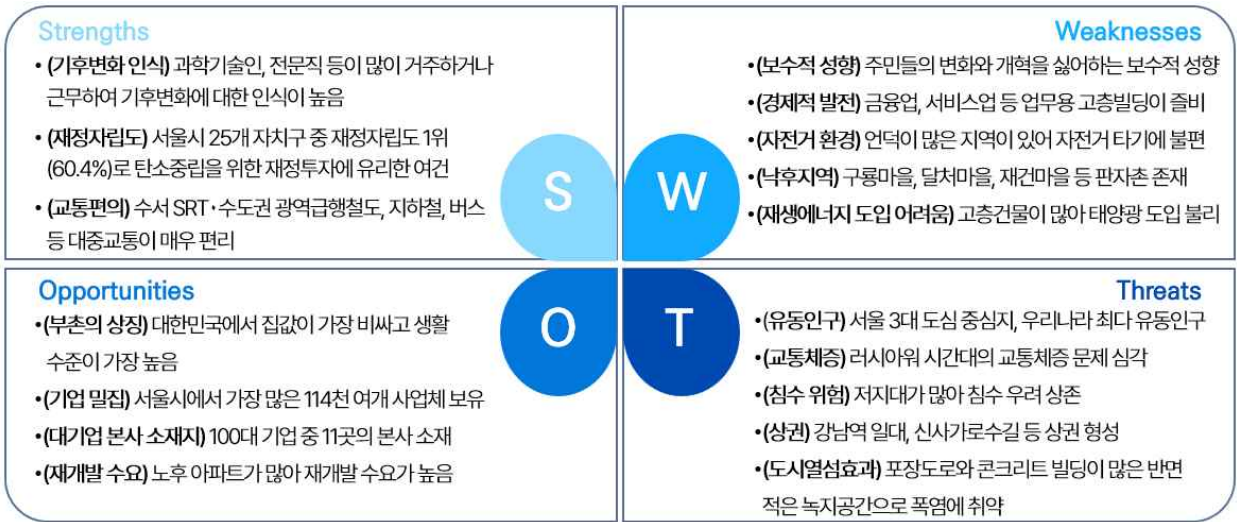 Strengths
• (기후변화 인식) 과학기술인, 전문직 등이 많이 거주하거나
근무하여 기후변화에 대한 인식이 높음
• (재정자립도) 서울시 25개 자치구 중 재정자립도 1위
(60.4%)로 탄소중립을 위한 재정투자에 유리한 여건
• (교통편의) 수서 SRT·수도권 광역급행철도, 지하철, 버스
등 대중교통이 매우 편리
S
Weaknesses
•(보수적 성향) 주민들의 변화와 개혁을 싫어하는 보수적 성향
•(경제적 발전) 금융업, 서비스업 등 업무용 고층빌딩이 즐비
•(자전거 환경) 언덕이 많은 지역이 있어 자전거 타기에 불편
•(낙후지역) 구룡마을, 달처마을, 재건마을 등 판자촌 존재
•(재생에너지 도입 어려움) 고층건물이 많아 태양광 도입 불리
W
Opportunities
•(부촌의 상징) 대한민국에서 집값이 가장 비싸고 생활
수준이 가장 높음
•(기업 밀집) 서울시에서 가장 많은 114천 여개 사업체 보유
•(대기업 본사 소재지) 100대 기업 중 11곳의 본사 소재
•(재개발 수요) 노후 아파트가 많아 재개발 수요가 높음
O
Threats
•(유동인구) 서울 3대 도심 중심지, 우리나라 최다 유동인구
•(교통체증) 러시아워 시간대의 교통체증 문제 심각
•(침수 위험) 저지대가 많아 침수 우려 상존
•(상권) 강남역 일대, 신사가로수길 등 상권 형성
•(도시열섬효과) 포장도로와 콘크리트 빌딩이 많은 반면
적은 녹지공간으로 폭염에 취약
T